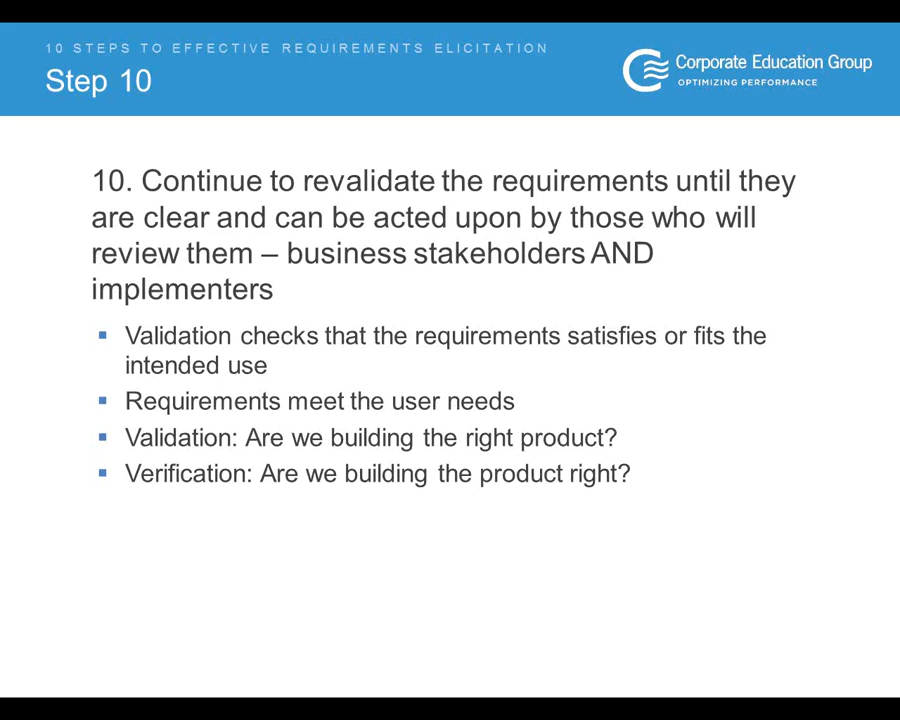 10 STEPS TO EFFECTIVE REQUIREMENTS ELICITATION
Step 10
Corporate Education Group
OPTIMIZING PERFORMANCE
10. Continue to revalidate the requirements until they
are clear and can be acted upon by those who will
review them – business stakeholders AND
implementers
▪ Validation checks that the requirements satisfies or fits the
intended use
▪ Requirements meet the user needs
▪ Validation: Are we building the right product?
▪ Verification: Are we building the product right?